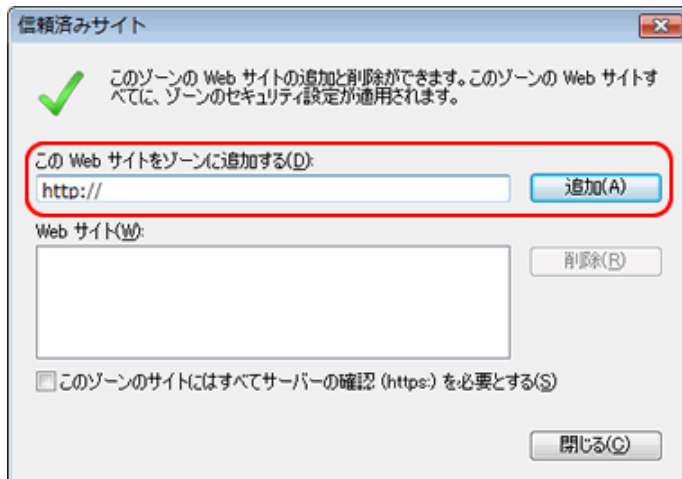 信頼済みサイト
このゾーンの Web サイトの追加と削除ができます。このゾーンの Web サイトす
べてに、ゾーンのセキュリティ設定が適用されます。
この Web サイトをゾーンに追加する(D):
http://
追加(A)
Web サイト(W):
削除(R)
このゾーンのサイトにはすべてサーバーの確認 (https:) を必要とする(S)
閉じる(C)